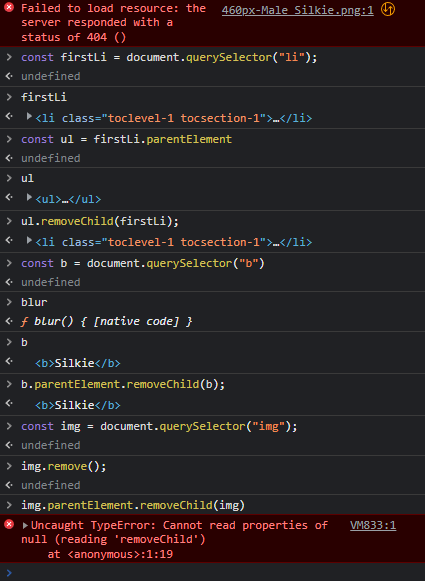 Failed to load resource: the 460px-Male Silkie.png:1
server responded with a
status of 404 ()
const firstLi = document.querySelector("li");
undefined
firstLi
<li class="toclevel-1 tocsection-1">…</li>
const ul = firstLi.parentElement
undefined
ul
<ul>…</ul>
ul.removeChild(firstLi);
<li class="toclevel-1 tocsection-1">…</li>
const b = document.querySelector("b")
undefined
blur
ƒ blur() { [native code] }
b
<b>Silkie</b>
b.parentElement.removeChild(b);
<b>Silkie</b>
const img = document.querySelector("img");
undefined
img.remove();
undefined
img.parentElement.removeChild(img)
Uncaught TypeError: Cannot read properties of VM833:1
null (reading 'removeChild')
at <anonymous>:1:19